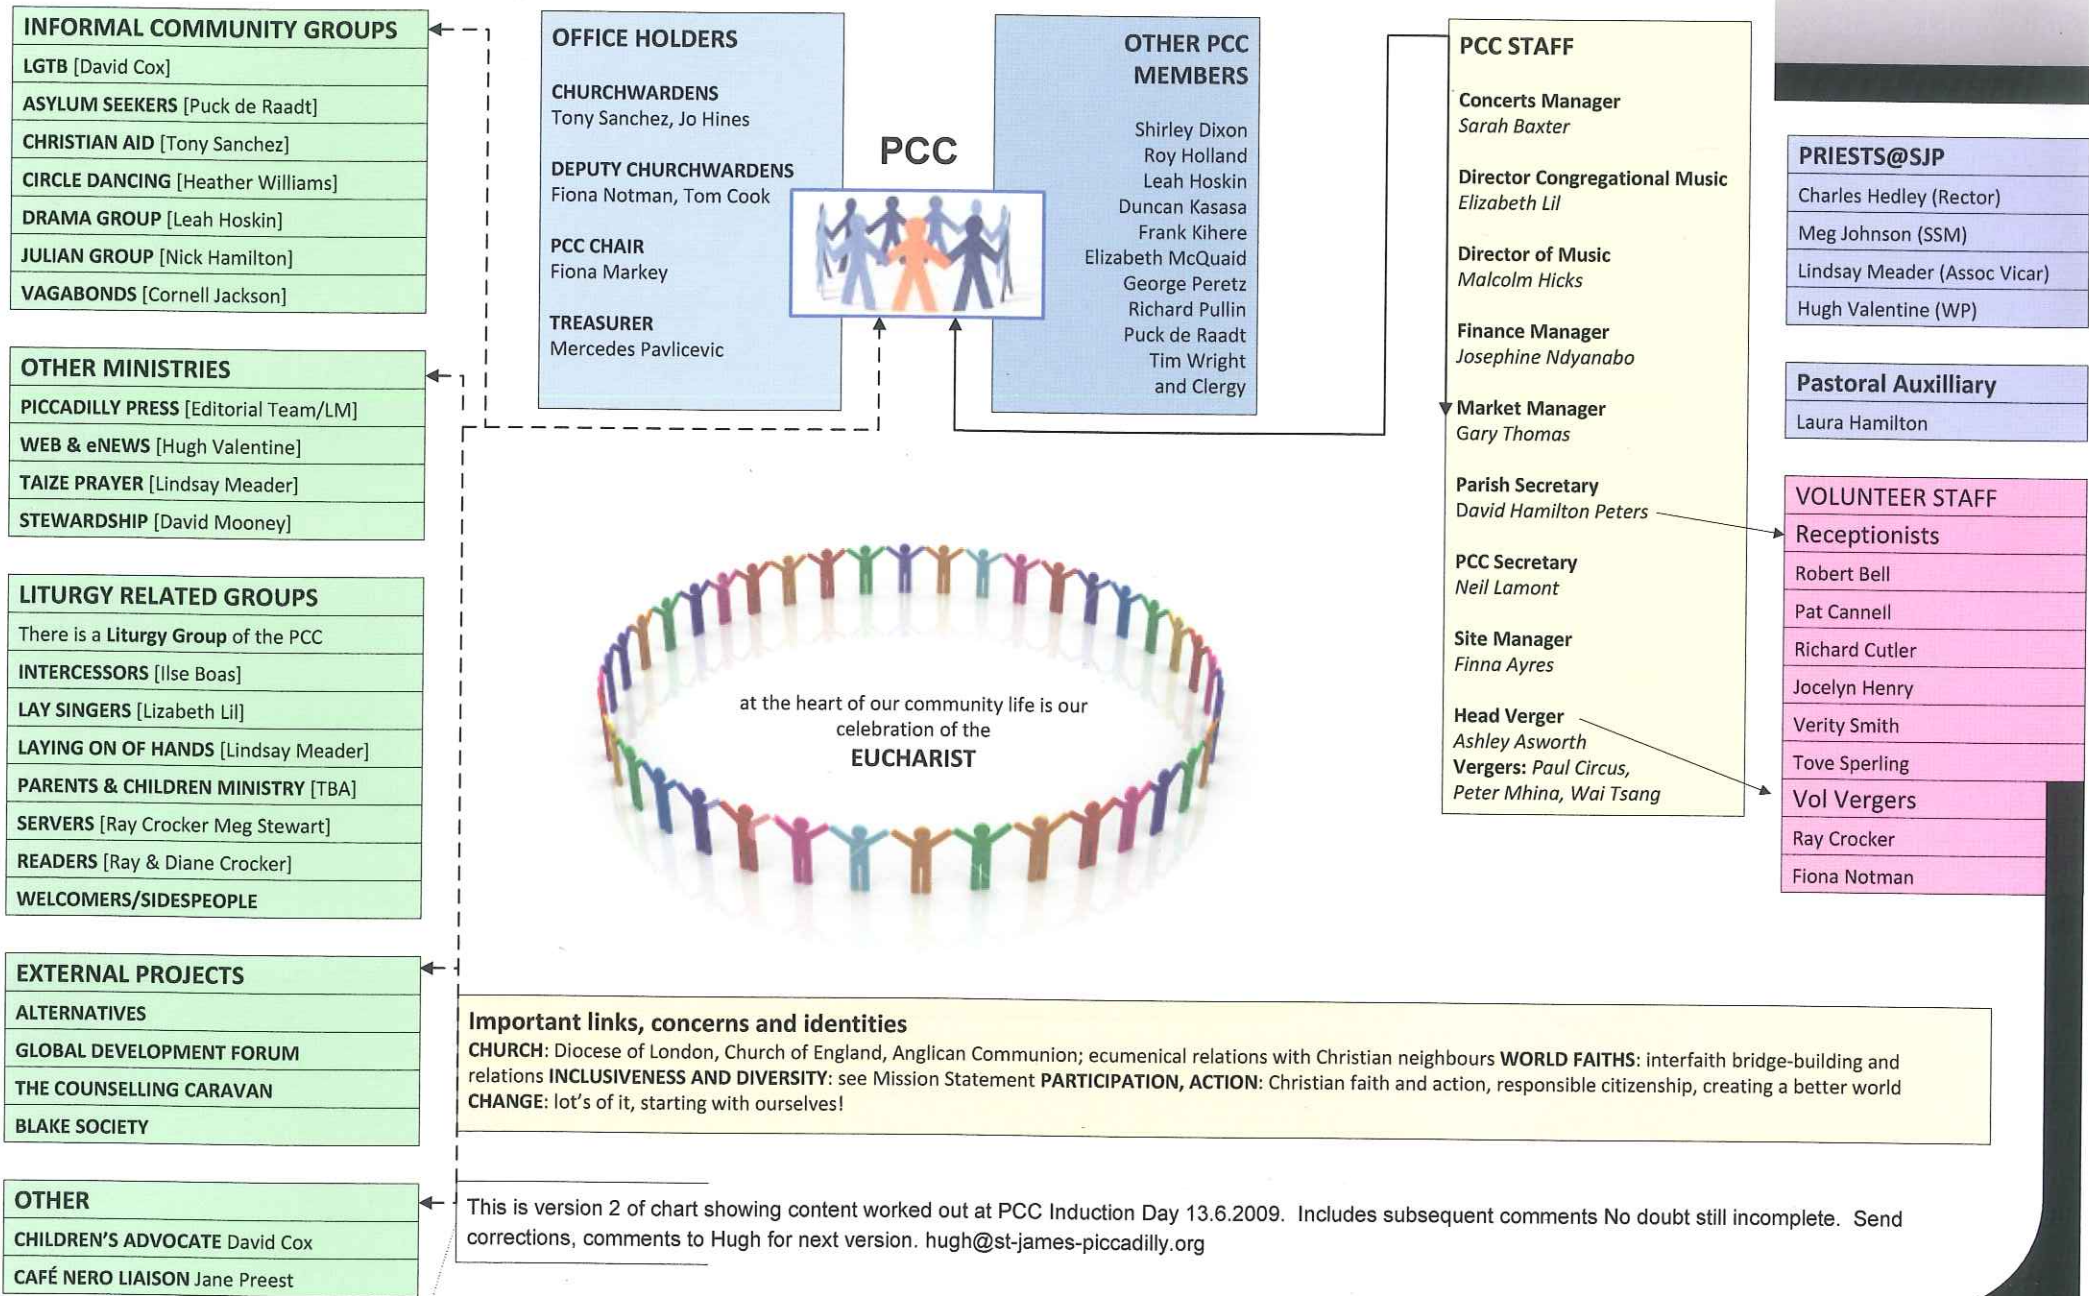 INFORMAL COMMUNITY GROUPS
LGTB [David Cox]
ASYLUM SEEKERS [Puck de Raadt]
CHRISTIAN AID [Tony Sanchez]
CIRCLE DANCING [Heather Williams]
DRAMA GROUP [Leah Hoskin]
JULIAN GROUP [Nick Hamilton]
VAGABONDS [Cornell Jackson]
OTHER MINISTRIES
PICCADILLY PRESS [Editorial Team/LM]
WEB & eNEWS [Hugh Valentine]
TAIZE PRAYER [Lindsay Meader]
STEWARDSHIP [David Mooney]
LITURGY RELATED GROUPS
There is a Liturgy Group of the PCC
INTERCESSORS [Ilse Boas]
LAY SINGERS [Lizabeth Lil]
LAYING ON OF HANDS [Lindsay Meader]
PARENTS & CHILDREN MINISTRY [TBA]
SERVERS [Ray Crocker Meg Stewart]
READERS [Ray & Diane Crocker]
WELCOMERS/SIDESPEOPLE
EXTERNAL PROJECTS
ALTERNATIVES
GLOBAL DEVELOPMENT FORUM
THE COUNSELLING CARAVAN
BLAKE SOCIETY
OTHER
CHILDREN'S ADVOCATE David Cox
CAFÉ NERO LIAISON Jane Preest
OFFICE HOLDERS
CHURCHWARDENS
Tony Sanchez, Jo Hines
DEPUTY CHURCHWARDENS
Fiona Notman, Tom Cook
PCC CHAIR
Fiona Markey
TREASURER
Mercedes Pavlicevic
PCC
OTHER PCC
MEMBERS
Shirley Dixon
Roy Holland
Leah Hoskin
Duncan Kasasa
Frank Kihere
Elizabeth McQuaid
George Peretz
Richard Pullin
Puck de Raadt
Tim Wright
and Clergy
at the heart of our community life is our
celebration of the
EUCHARIST
PCC STAFF
Concerts Manager
Sarah Baxter
Director Congregational Music
Elizabeth Lil
Director of Music
Malcolm Hicks
Finance Manager
Josephine Ndyanabo
Market Manager
Gary Thomas
Parish Secretary
David Hamilton Peters
PCC Secretary
Neil Lamont
Site Manager
Finna Ayres
Head Verger
Ashley Asworth
Vergers: Paul Circus,
Peter Mhina, Wai Tsang
PRIESTS@SJP
Charles Hedley (Rector)
Meg Johnson (SSM)
Lindsay Meader (Assoc Vicar)
Hugh Valentine (WP)
Pastoral Auxilliary
Laura Hamilton
VOLUNTEER STAFF
Receptionists
Robert Bell
Pat Cannell
Richard Cutler
Jocelyn Henry
Verity Smith
Tove Sperling
Vol Vergers
Ray Crocker
Fiona Notman
Important links, concerns and identities
CHURCH: Diocese of London, Church of England, Anglican Communion; ecumenical relations with Christian neighbours WORLD FAITHS: interfaith bridge-building and
relations INCLUSIVENESS AND DIVERSITY: see Mission Statement PARTICIPATION, ACTION: Christian faith and action, responsible citizenship, creating a better world
CHANGE: lot's of it, starting with ourselves!
This is version 2 of chart showing content worked out at PCC Induction Day 13.6.2009. Includes subsequent comments No doubt still incomplete. Send
corrections, comments to Hugh for next version. hugh@st-james-piccadilly.org